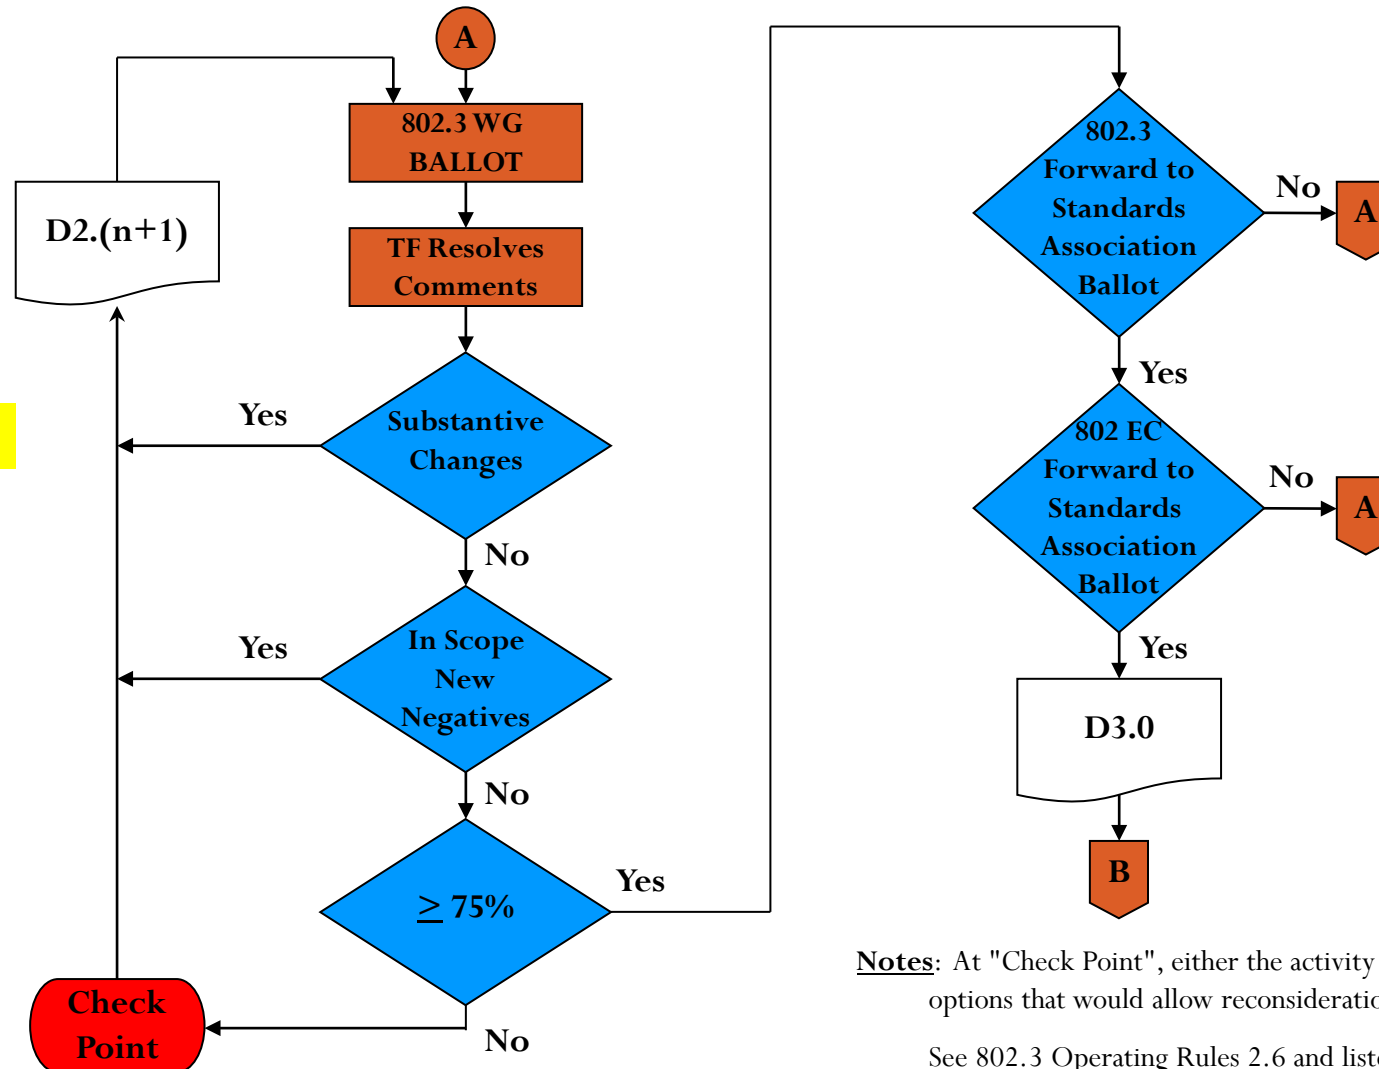 A
802.3 WG
BALLOT
D2.(n+1)
TF Resolves
Comments
Yes
Substantive
Changes
No
Yes
In Scope
New
Negatives
No
≥ 75%
Yes
Check
Point
No
802.3
Forward to
Standards
Association
Ballot
No
A
Yes
802 EC
Forward to
Standards
Association
Ballot
No
A
Yes
D3.0
B
Notes: At "Check Point", either the activity
options that would allow
See 802.3 Operating Rules 2.6 and